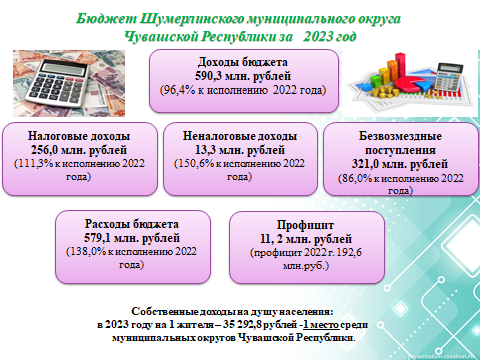 Бюджет Шумерлинского муниципального округа
Чувашской Республики за 2023 год
Доходы бюджета
590,3 млн. рублей
(96,4% к исполнению 2022 года)
Налоговые доходы
256,0 млн. рублей
(111,3% к исполнению 2022
года)
Неналоговые доходы
13,3 млн. рублей
(150,6% к исполнению 2022
года)
Безвозмездные
поступления
321,0 млн. рублей
(86,0% к исполнению 2022
года)
Расходы бюджета
579,1 млн. рублей
(138,0% к исполнению 2022
года)
Профицит
11, 2 млн. рублей
(профицит 2022 г. 192,6
млн.руб.)
Собственные доходы на душу населения:
в 2023 году на 1 жителя – 35 292,8 рублей -1 место среди
муниципальных округов Чувашской Республики.
presentation-creation.ru